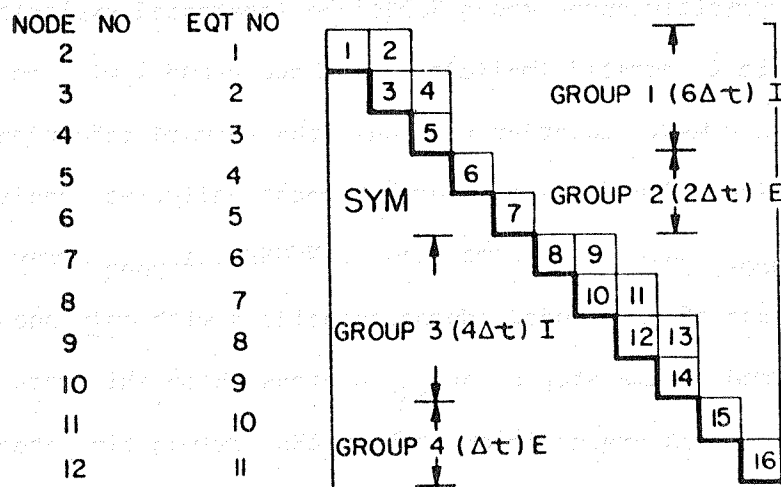 NODE NO EQT NO
2 1 1 2
3 2 3 4 GROUP 1 (6Δt) I
4 3 5
5 4 6
6 5 SYM 7 GROUP 2 (2Δt) E
7 6 8 9
8 7 10 11
9 8 GROUP 3 (4Δt) I 12 13
10 9 14
11 10 GROUP 4 (Δt) E 15
12 11 16